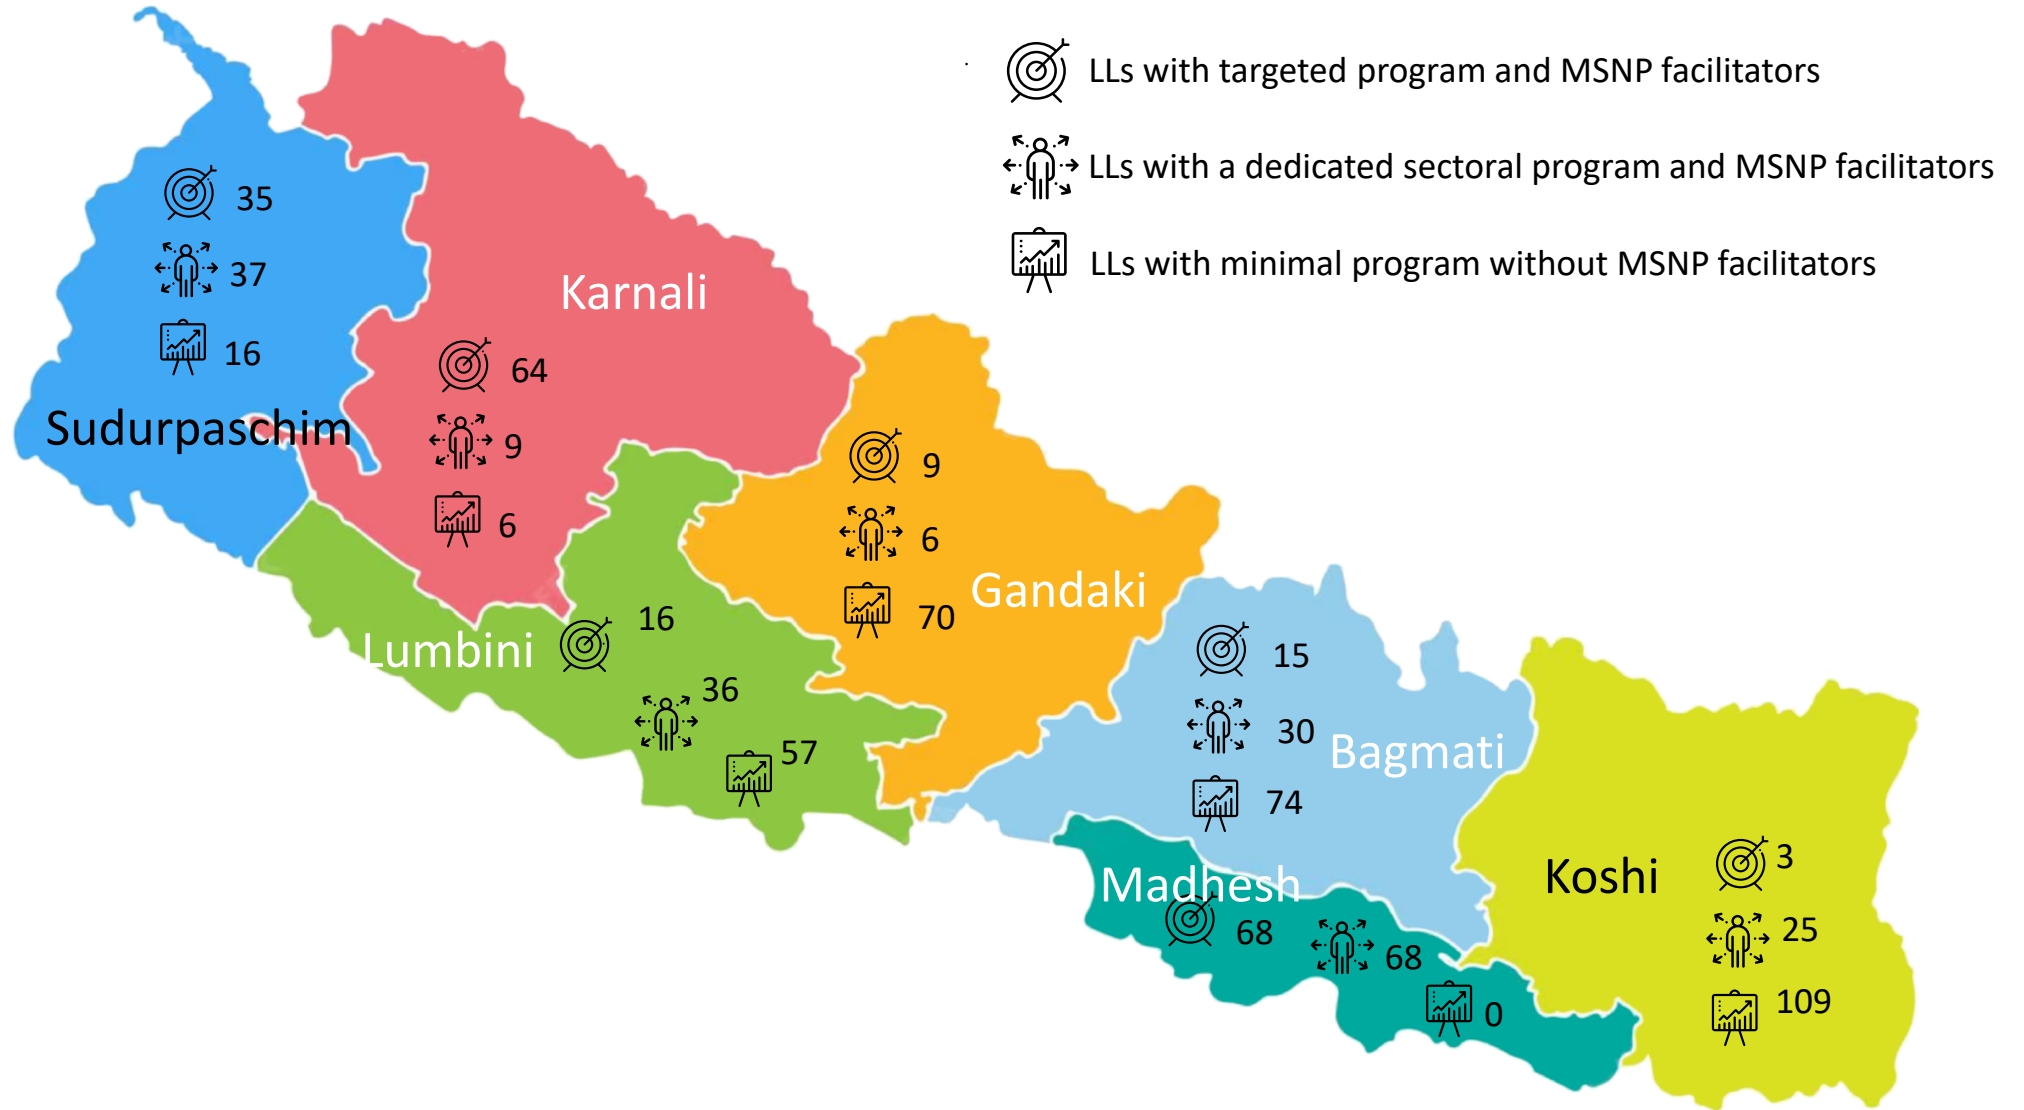 LLs with targeted program and MSNP facilitators
LLs with a dedicated sectoral program and MSNP facilitators
LLs with minimal program without MSNP facilitators
35
37
16
Sudurpaschim
Karnali
64
9
6
9
6
70
Gandaki
Lumbini
16
36
57
15
30
Bagmati
74
Madhesh
68
68
0
Koshi
3
25
109